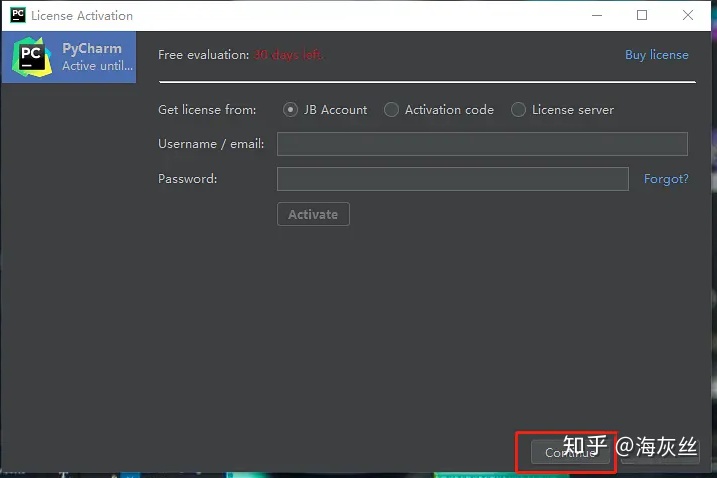 PC License Activation
PC PyCharm
Active until...
Free evaluation: 30 days left.
Buy license
Get license from: JB Account Activation code License server
Username / email:
Password:
Forgot?
Activate
Continue
知乎 @海灰丝